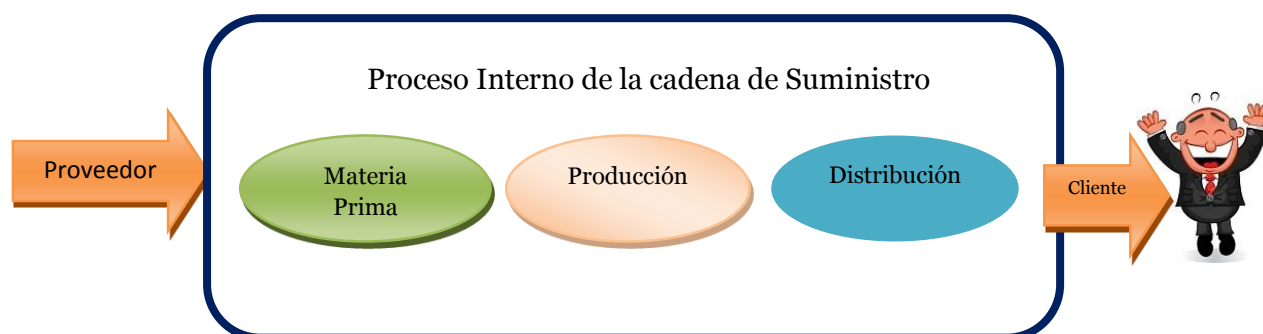 Proceso Interno de la cadena de Suministro
Proveedor
Materia
Prima
Producción
Distribución
Cliente